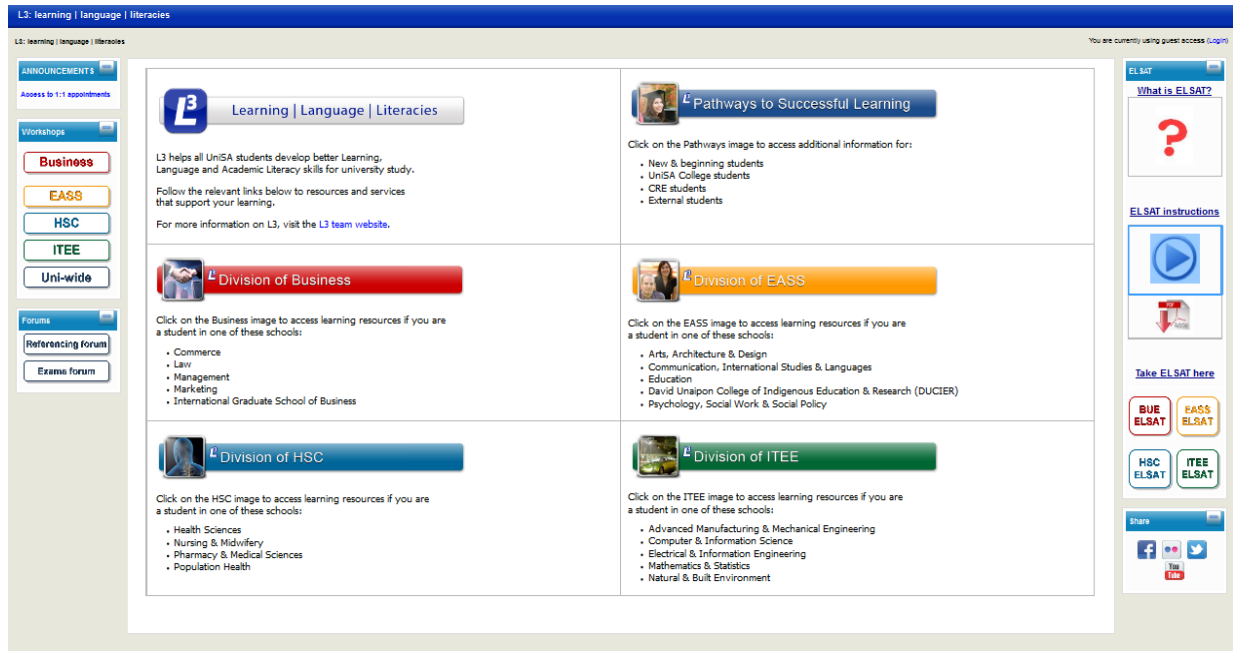 L3: learning | language | literacies
L3: learning | language | literacies
You are currently using guest access (Login)
ANNOUNCEMENTS
Access to 1:1 appointments
Workshops
Business
EASS
HSC
ITEE
Uni-wide
Forums
Referencing forum
Exams forum
L3
Learning | Language | Literacies
L3 helps all UniSA students develop better Learning,
Language and Academic Literacy skills for university study.
Follow the relevant links below to resources and services
that support your learning.
For more information on L3, visit the L3 team website.
L3 Pathways to Successful Learning
Click on the Pathways image to access additional information for:
• New & beginning students
• UniSA College students
• CRE students
• External students
L3 Division of Business
Click on the Business image to access learning resources if you are
a student in one of these schools:
• Commerce
• Law
• Management
• Marketing
• International Graduate School of Business
L3 Division of EASS
Click on the EASS image to access learning resources if you are
a student in one of these schools:
• Arts, Architecture & Design
• Communication, International Studies & Languages
• Education
• David Unaipon College of Indigenous Education & Research (DUCIER)
• Psychology, Social Work & Social Policy
L3 Division of HSC
Click on the HSC image to access learning resources if you are
a student in one of these schools:
• Health Sciences
• Nursing & Midwifery
• Pharmacy & Medical Sciences
• Population Health
L3 Division of ITEE
Click on the ITEE image to access learning resources if you are
a student in one of these schools:
• Advanced Manufacturing & Mechanical Engineering
• Computer & Information Science
• Electrical & Information Engineering
• Mathematics & Statistics
• Natural & Built Environment
ELSAT
What is ELSAT?
?
ELSAT instructions
PDF
ADOBE
Take ELSAT here
BUE
ELSAT
EASS
ELSAT
HSC
ELSAT
ITEE
ELSAT
Share
f
You
Tube